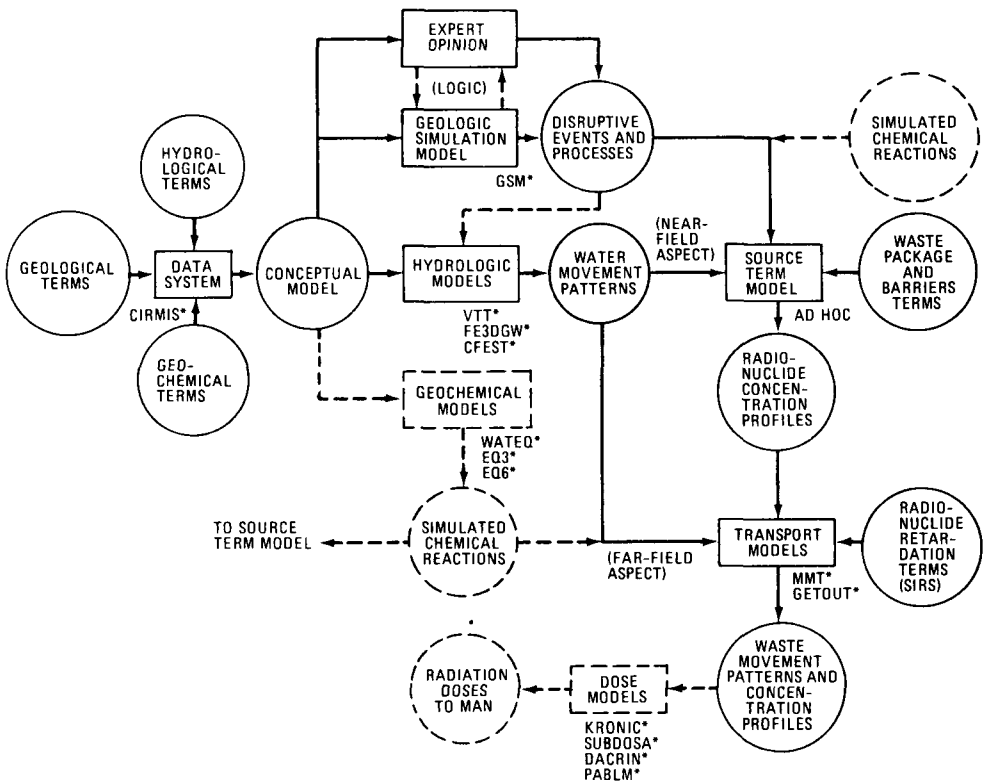 EXPERT
OPINION
(LOGIC)
GEOLOGIC
SIMULATION
MODEL
GSM*
DISRUPTIVE
EVENTS AND
PROCESSES
SIMULATED
CHEMICAL
REACTIONS
HYDRO-
LOGICAL
TERMS
GEOLOGICAL
TERMS
DATA
SYSTEM
CIRMIS*
GEO-
CHEMICAL
TERMS
CONCEPTUAL
MODEL
HYDROLOGIC
MODELS
VTT*
FE3DGW*
CFEST*
WATER
MOVEMENT
PATTERNS
(NEAR-
FIELD
ASPECT)
SOURCE
TERM
MODEL
AD HOC
WASTE
PACKAGE
AND
BARRIERS
TERMS
RADIO-
NUCLIDE
CONCEN-
TRATION
PROFILES
GEOCHEMICAL
MODELS
WATEQ*
EQ3*
EQ6*
TO SOURCE
TERM MODEL
SIMULATED
CHEMICAL
REACTIONS
(FAR-FIELD
ASPECT)
TRANSPORT
MODELS
MMT*
GETOUT*
RADIO-
NUCLIDE
RETAR-
DATION
TERMS
(SIRS)
WASTE
MOVEMENT
PATTERNS AND
CONCEN-
TRATION
PROFILES
DOSE
MODELS
KRONIC*
SUBDOSA*
DACRIN*
PABLM*
RADIATION
DOSES
TO MAN